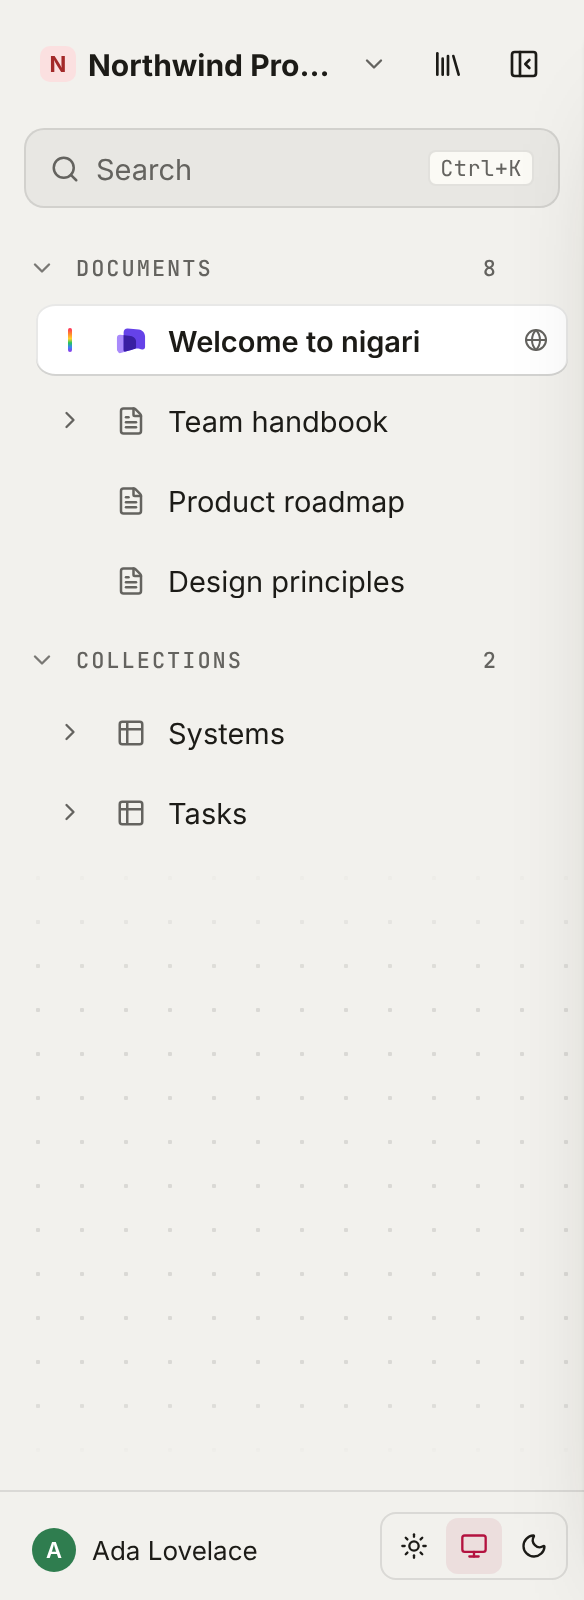 N Northwind Pro...
Search Ctrl+K
DOCUMENTS 8
Welcome to nigari
Team handbook
Product roadmap
Design principles
COLLECTIONS 2
Systems
Tasks
A Ada Lovelace